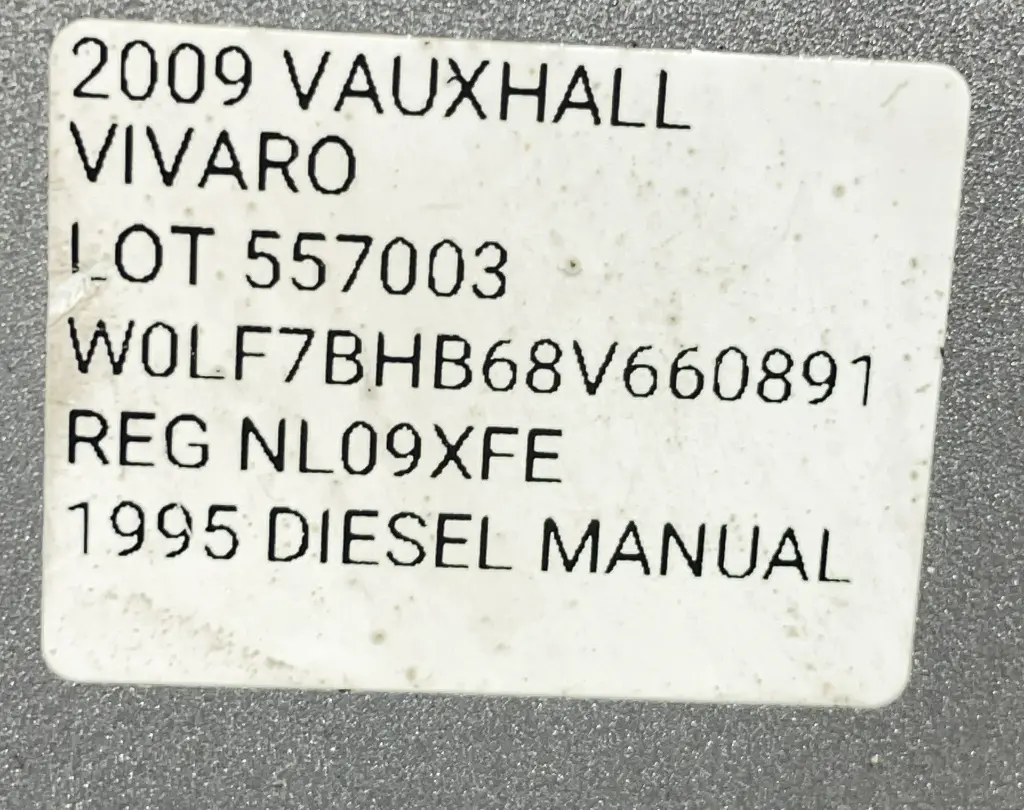 2009 VAUXHALL
VIVARO
LOT 557003
W0LF7BHB68V660891
REG NL09XFE
1995 DIESEL MANUAL